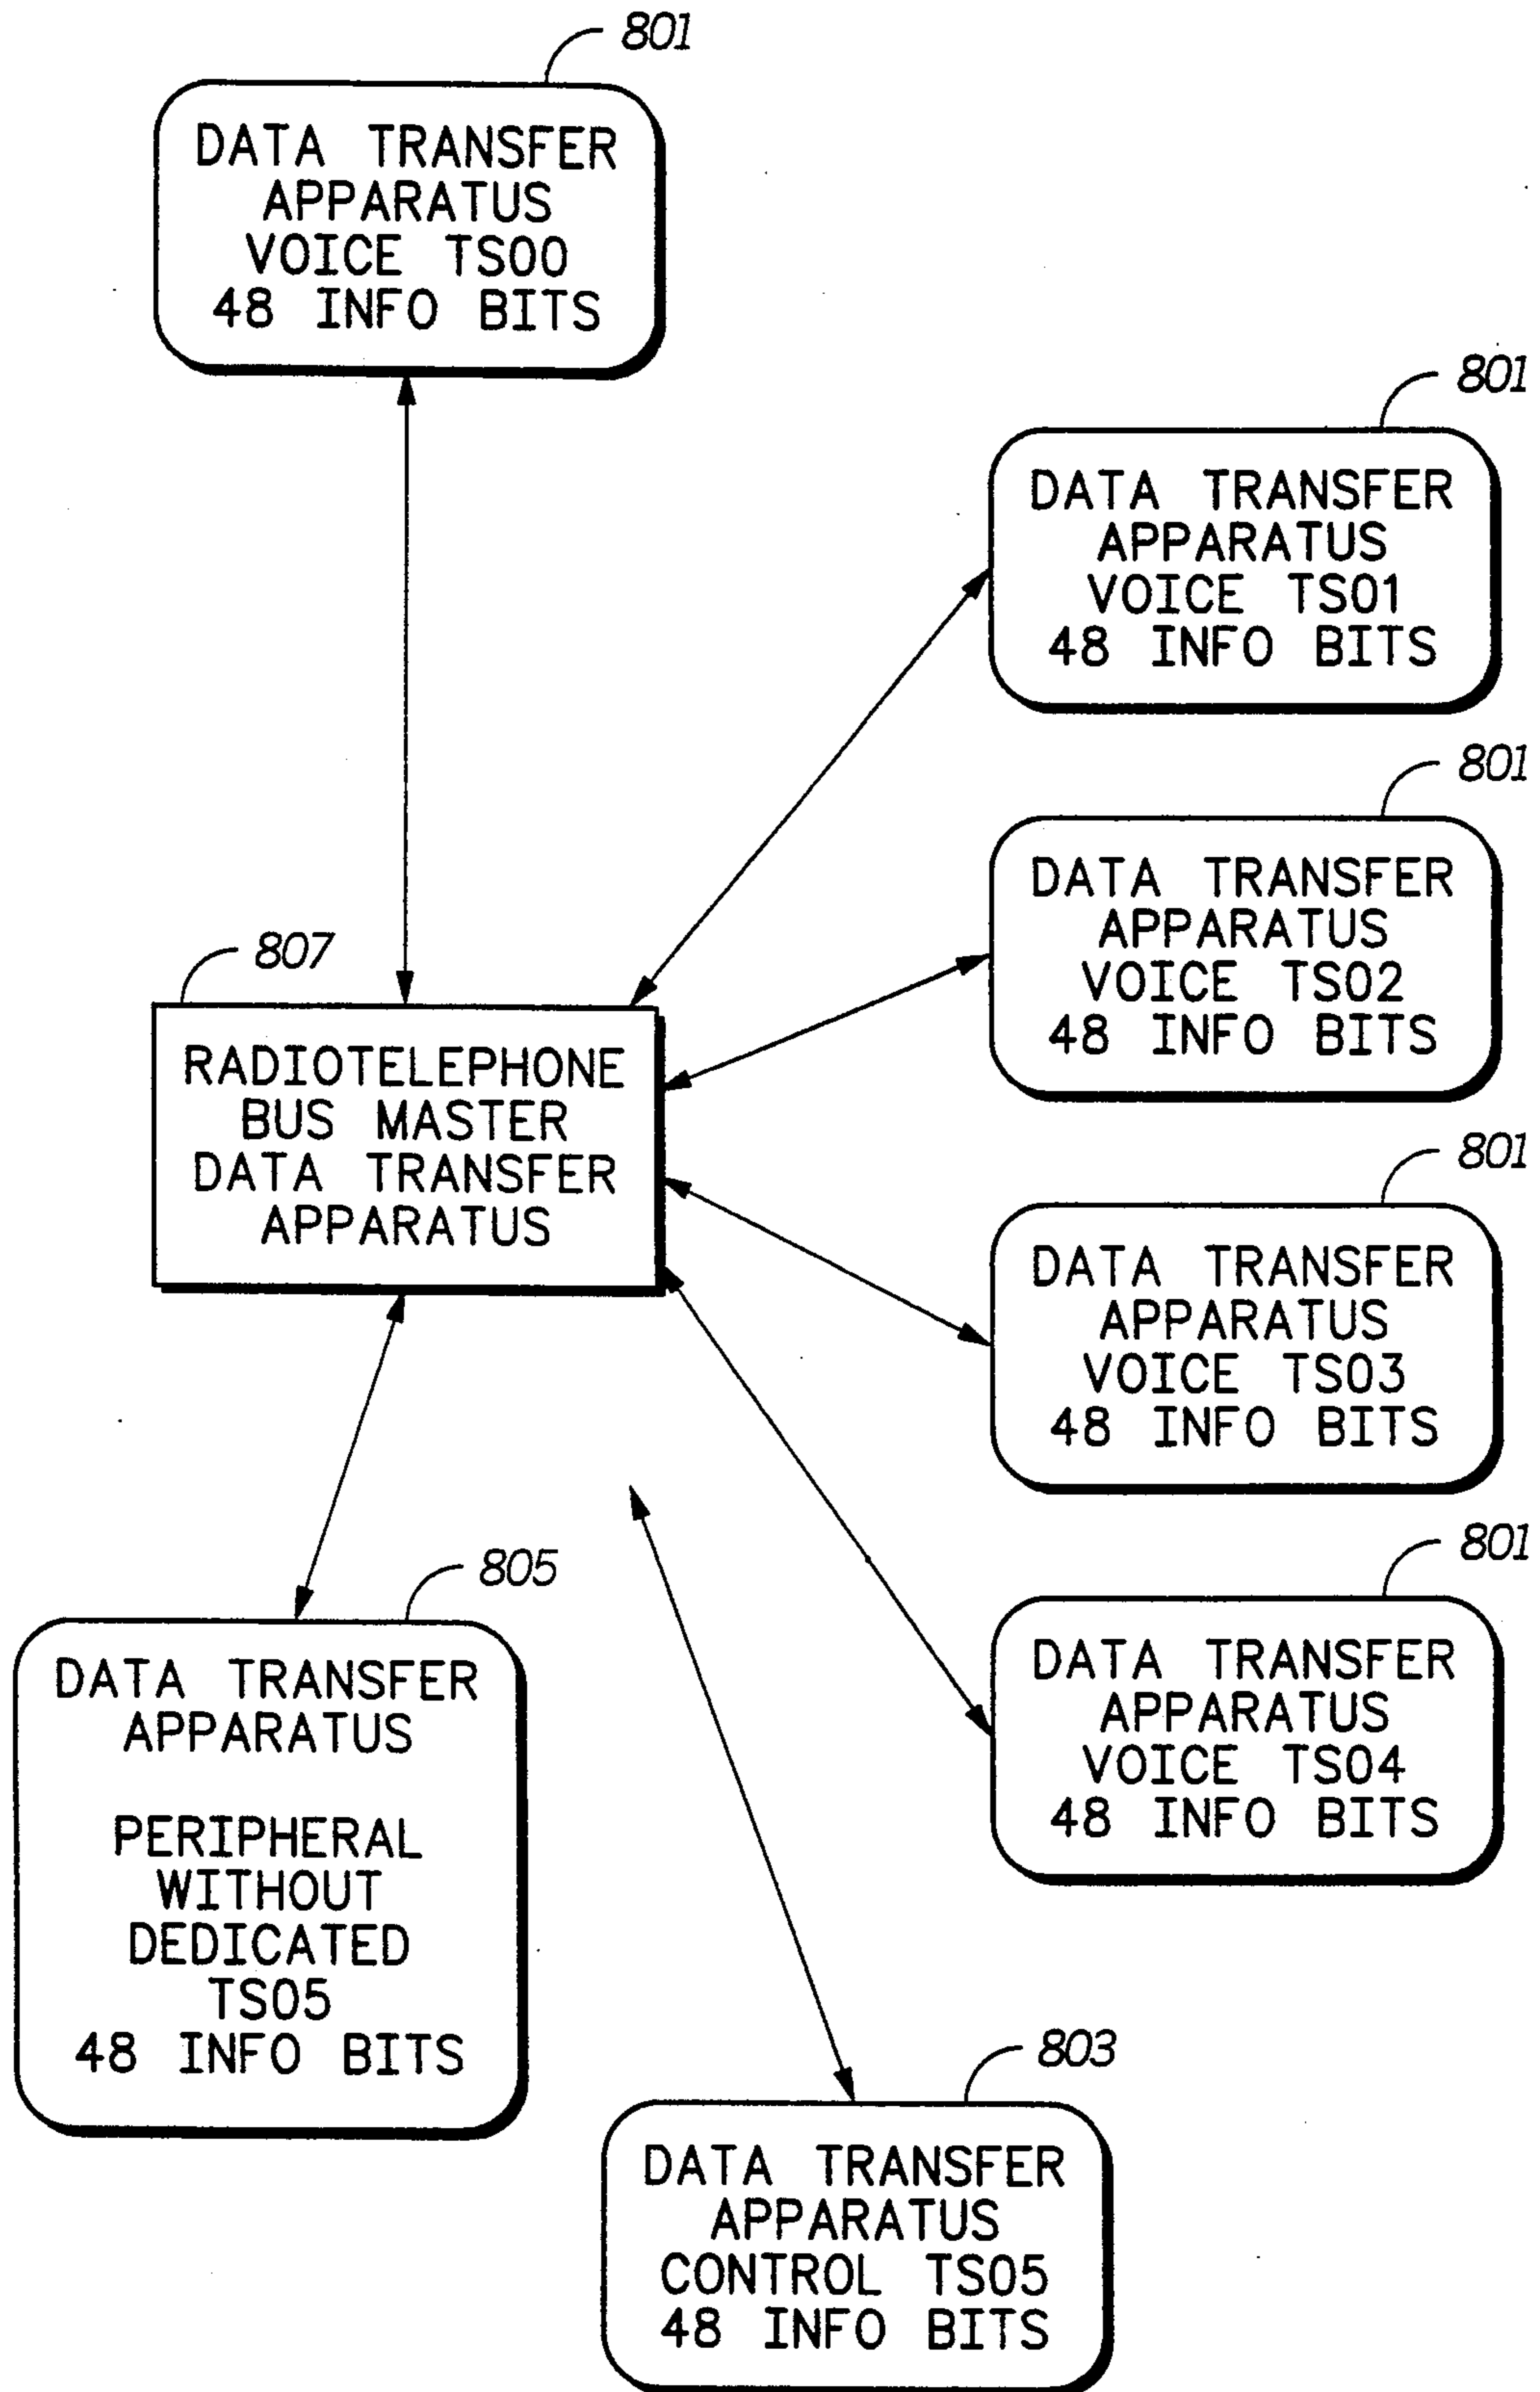 801
DATA TRANSFER
APPARATUS
VOICE TS00
48 INFO BITS
801
DATA TRANSFER
APPARATUS
VOICE TS01
48 INFO BITS
801
DATA TRANSFER
APPARATUS
VOICE TS02
48 INFO BITS
807
RADIOTELEPHONE
BUS MASTER
DATA TRANSFER
APPARATUS
801
DATA TRANSFER
APPARATUS
VOICE TS03
48 INFO BITS
801
DATA TRANSFER
APPARATUS
VOICE TS04
48 INFO BITS
805
DATA TRANSFER
APPARATUS
PERIPHERAL
WITHOUT
DEDICATED
TS05
48 INFO BITS
803
DATA TRANSFER
APPARATUS
CONTROL TS05
48 INFO BITS